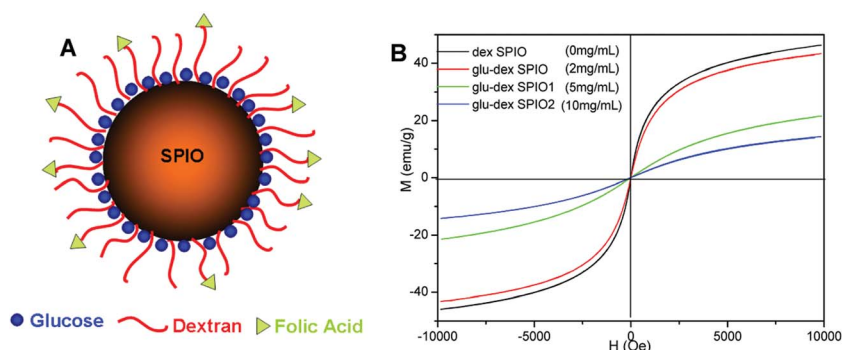 A
SPIO
Glucose
Dextran
Folic Acid
B
dex SPIO (0mg/mL)
glu-dex SPIO (2mg/mL)
glu-dex SPIO1 (5mg/mL)
glu-dex SPIO2 (10mg/mL)
M (emu/g)
40
20
0
-20
-40
-10000 -5000 0 5000 10000
H (Oe)